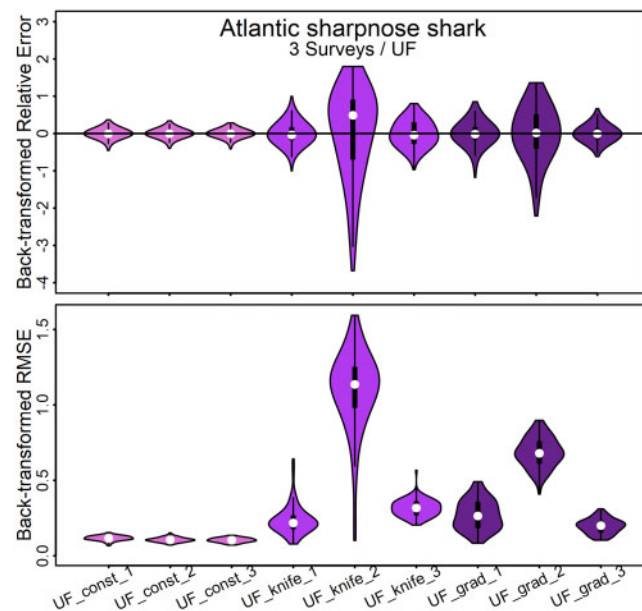 Atlantic sharpnose shark
3 Surveys / UF
Back-transformed Relative Error
3
2
1
0
-1
-2
-3
-4
Back-transformed RMSE
1.5
1.0
0.5
0.0
UF_const_1
UF_const_2
UF_const_3
UF_knife_1
UF_knife_2
UF_knife_3
UF_grad_1
UF_grad_2
UF_grad_3